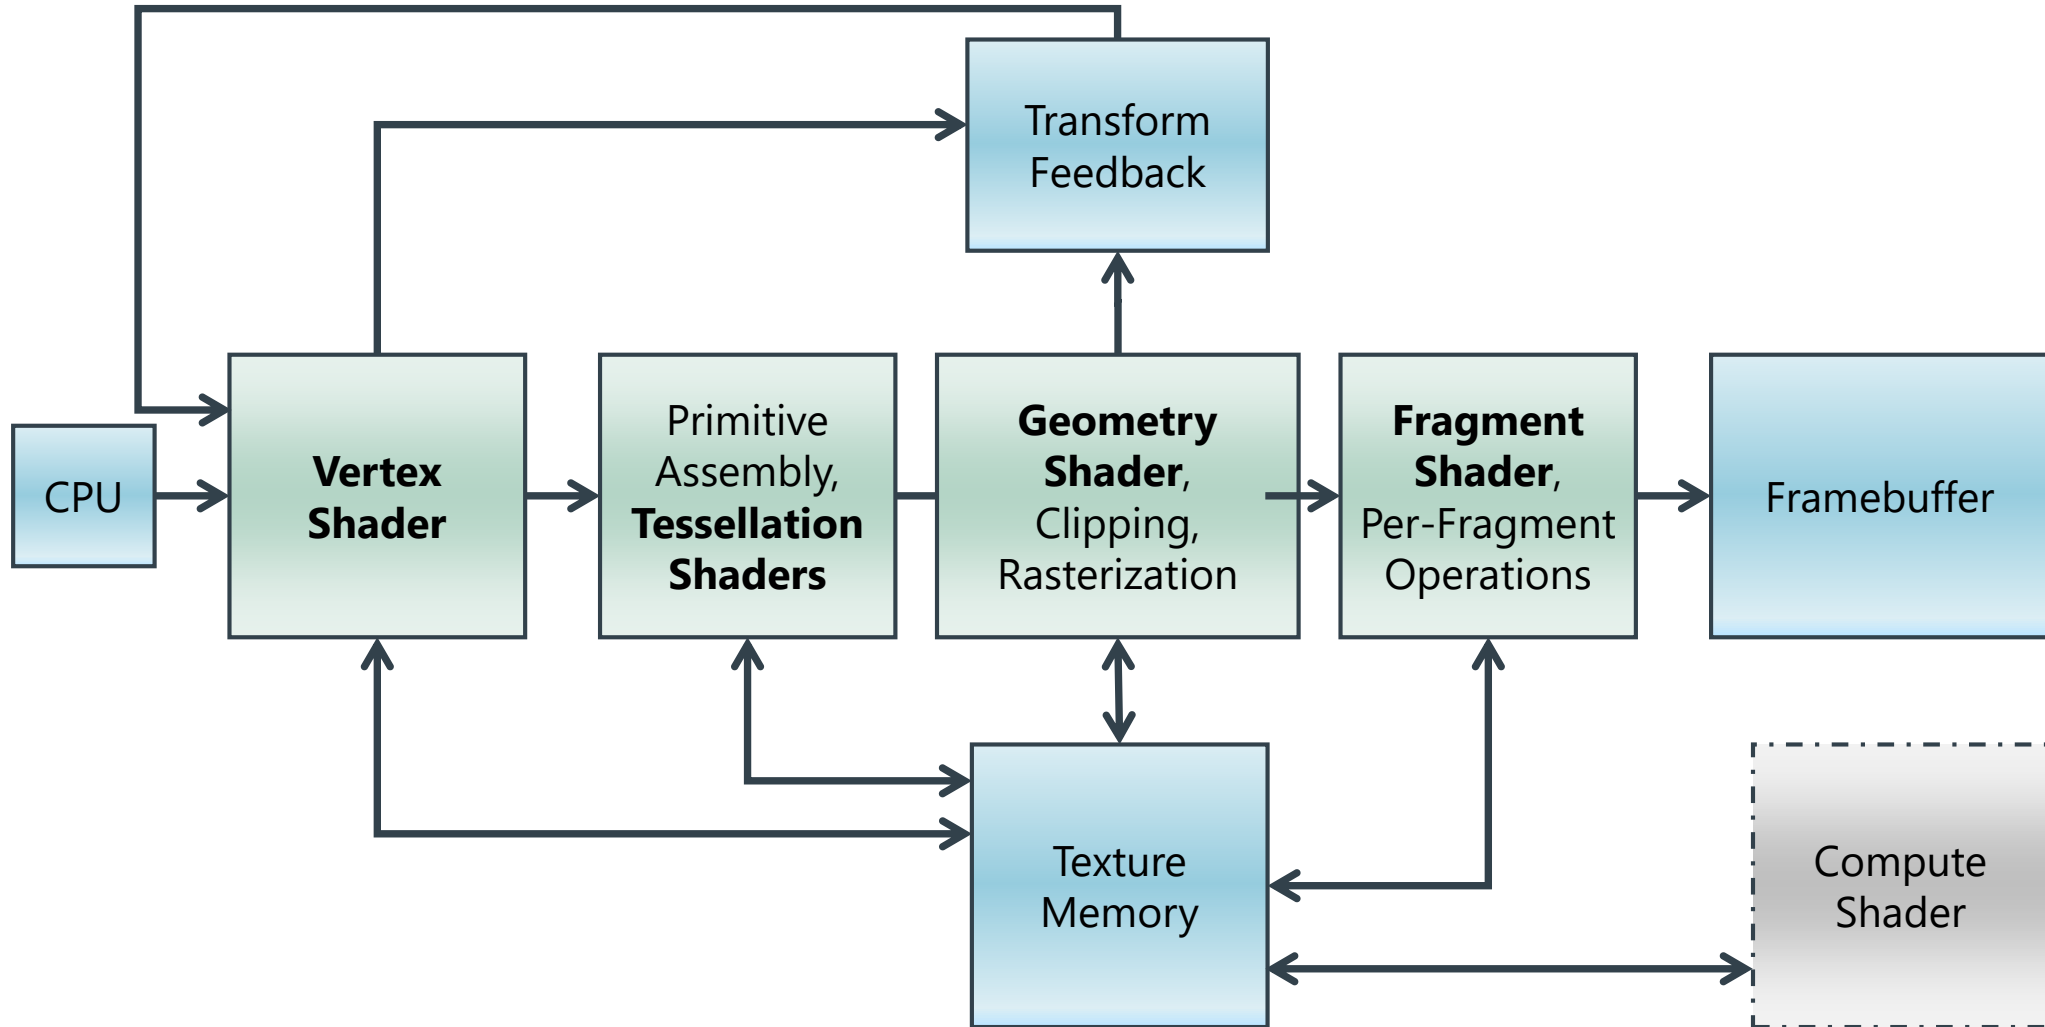 Transform
Feedback
CPU
Vertex
Shader
Primitive
Assembly,
Tessellation
Shaders
Geometry
Shader,
Clipping,
Rasterization
Fragment
Shader,
Per-Fragment
Operations
Framebuffer
Texture
Memory
Compute
Shader